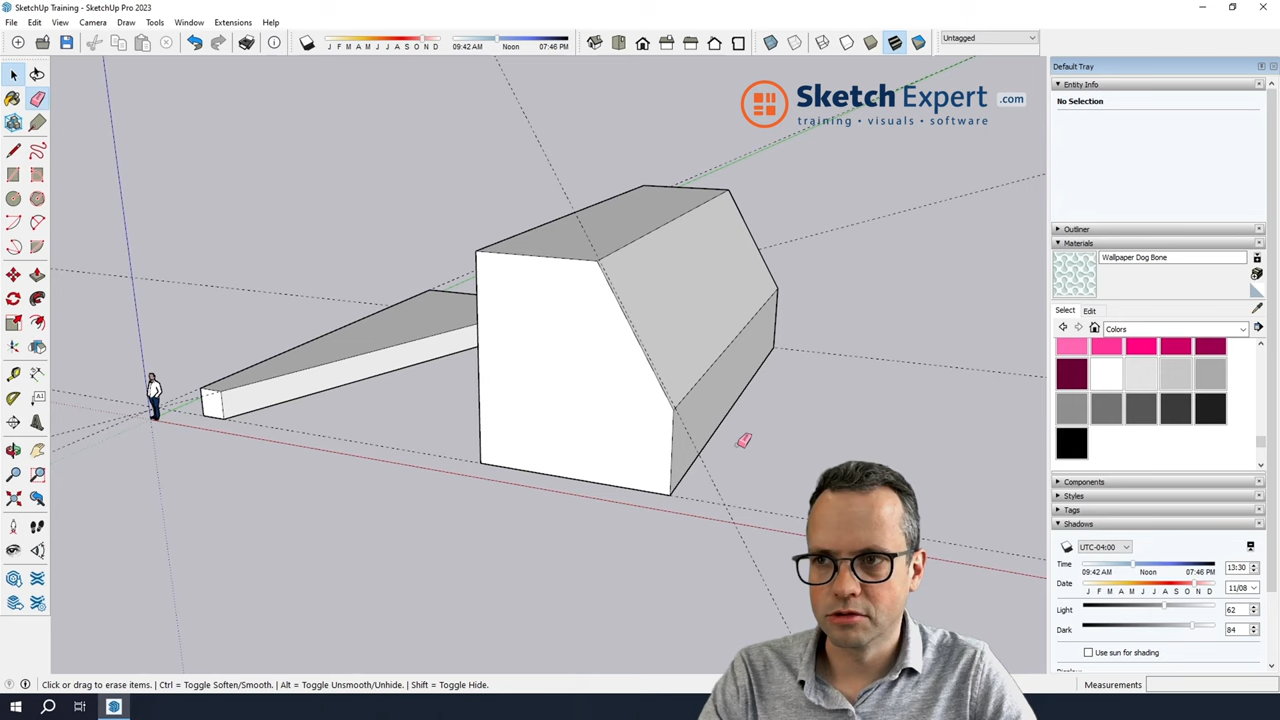 SketchUp Training - SketchUp Pro 2023
File Edit View Camera Draw Tools Window Extensions Help
J F M A M J J A S O N D 09:42 AM Noon 07:46 PM Untagged
Sketch Expert .com
training • visuals • software
Default Tray
Entity Info
No Selection
Outliner
Materials
Wallpaper Dog Bone
Select Edit
Colors
Components
Styles
Tags
Shadows
UTC-04:00
Time 09:42 AM Noon 07:46 PM 13:30
Date J F M A M J J A S O N D 11/08
Light 62
Dark 84
Use sun for shading
Click or drag to erase items. | Ctrl = Toggle Soften/Smooth. | Alt = Toggle Unsmooth/Unhide. | Shift = Toggle Hide.
Measurements